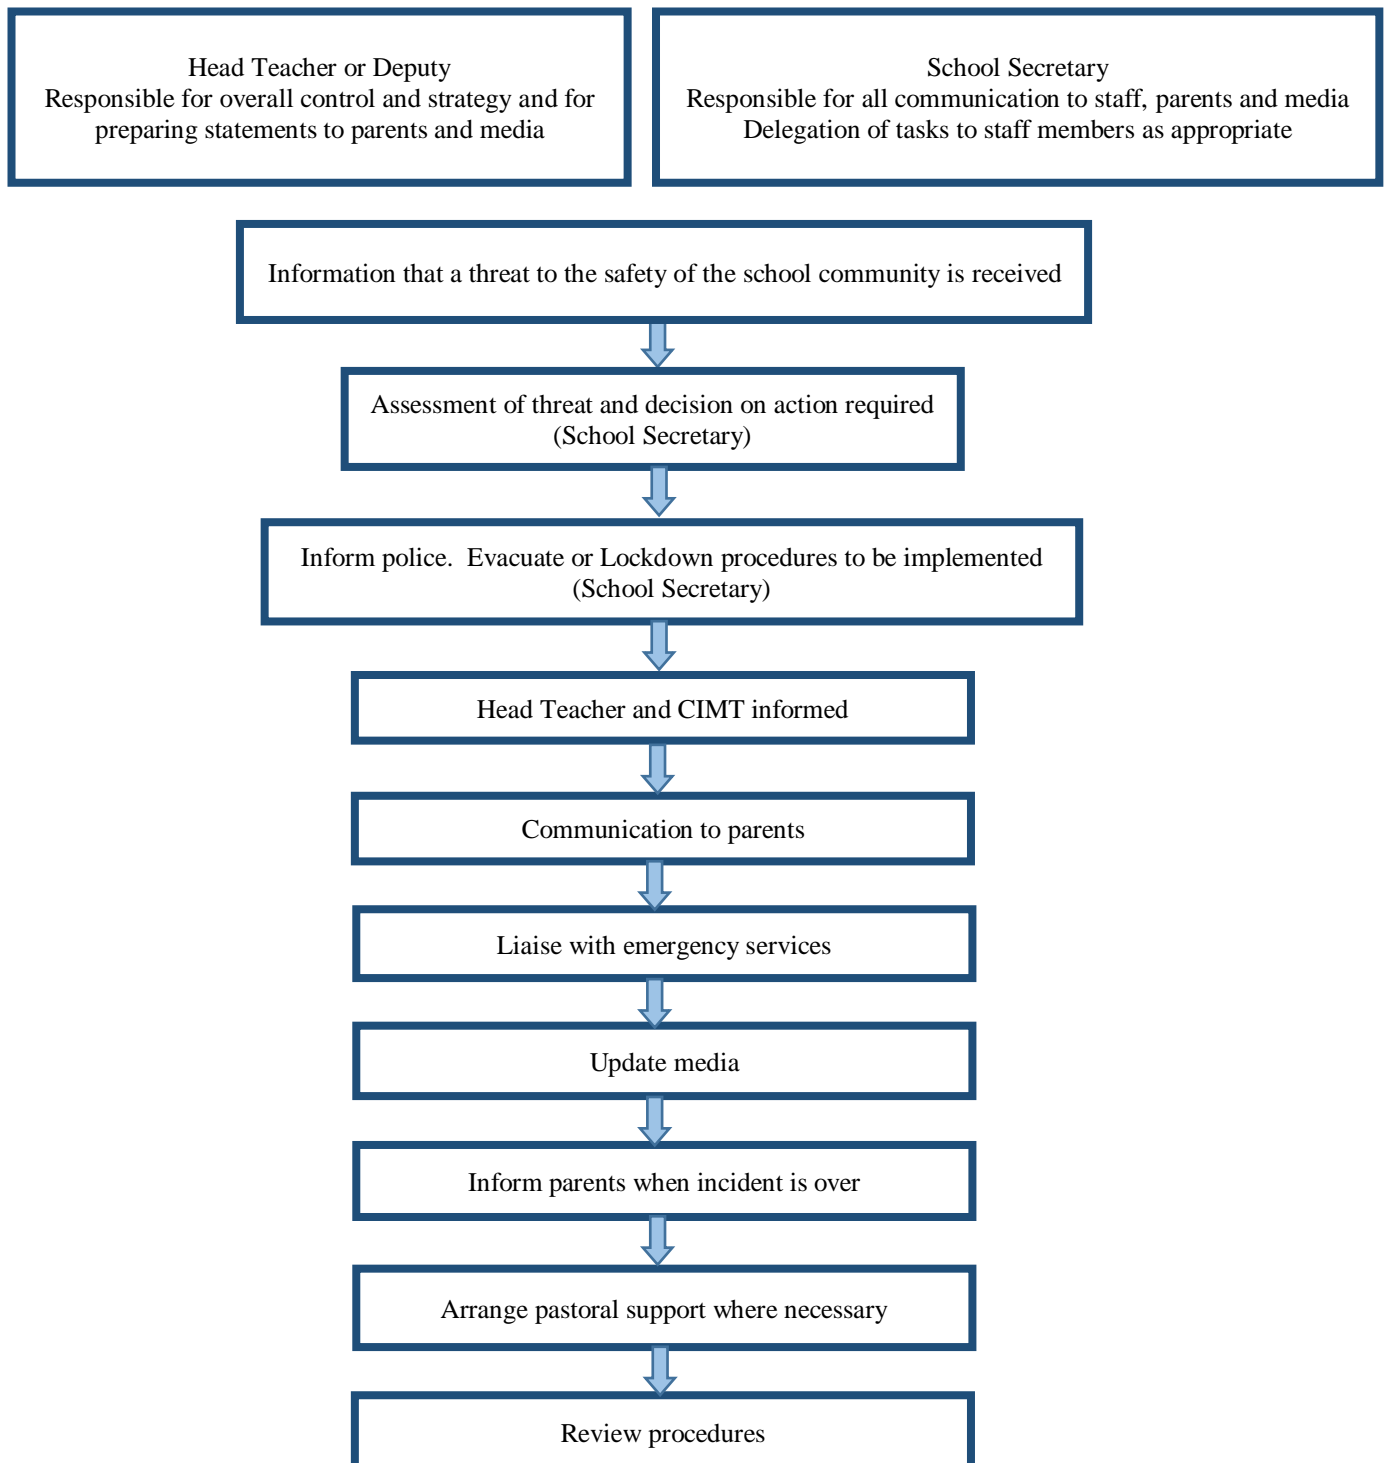 Head Teacher or Deputy
Responsible for overall control and strategy and for
preparing statements to parents and media
School Secretary
Responsible for all communication to staff, parents and media
Delegation of tasks to staff members as appropriate
Information that a threat to the safety of the school community is received
Assessment of threat and decision on action required
(School Secretary)
Inform police.  Evacuate or Lockdown procedures to be implemented
(School Secretary)
Head Teacher and CIMT informed
Communication to parents
Liaise with emergency services
Update media
Inform parents when incident is over
Arrange pastoral support where necessary
Review procedures